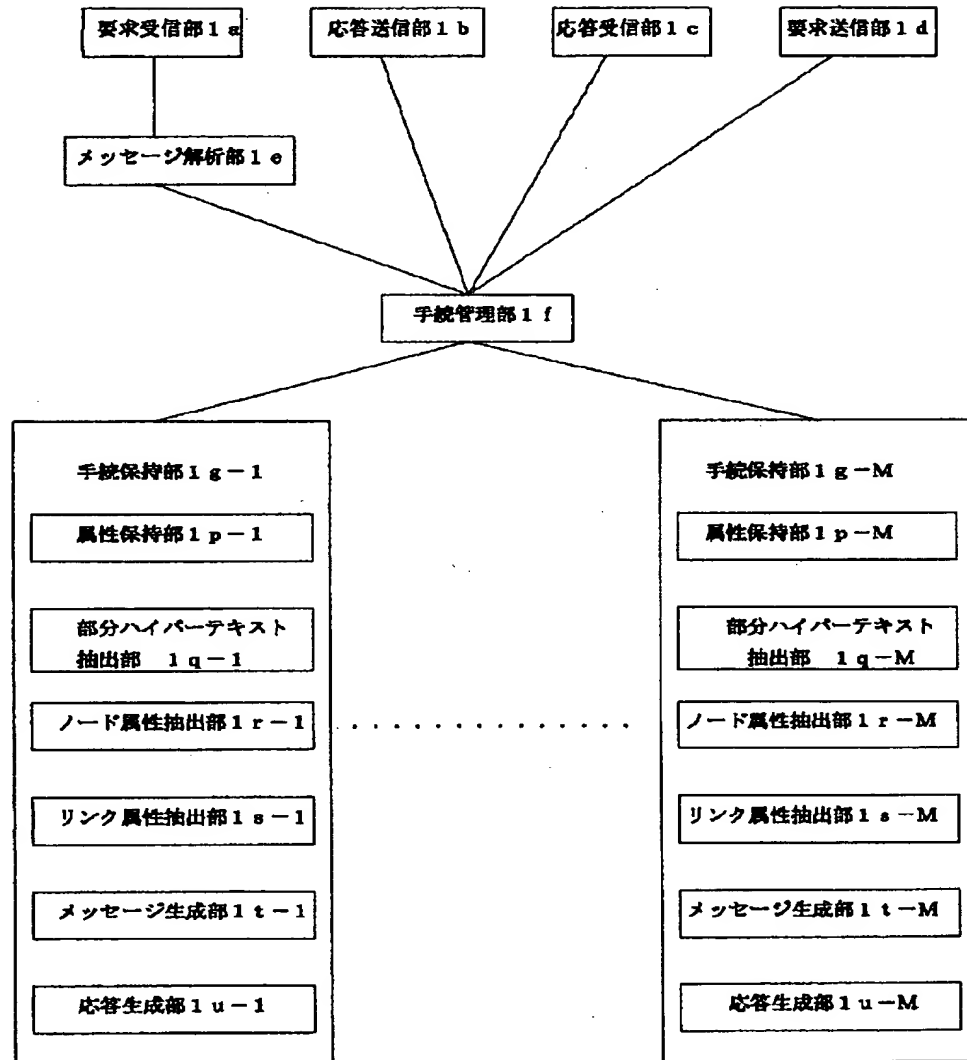 要求受信部1a
応答送信部1b
応答受信部1c
要求送信部1d
メッセージ解析部1e
手続管理部1f
手続保持部1g-1
属性保持部1p-1
部分ハイパーテキスト
抽出部 1q-1
ノード属性抽出部1r-1
リンク属性抽出部1s-1
メッセージ生成部1t-1
応答生成部1u-1
.............
手続保持部1g-M
属性保持部1p-M
部分ハイパーテキスト
抽出部 1q-M
ノード属性抽出部1r-M
リンク属性抽出部1s-M
メッセージ生成部1t-M
応答生成部1u-M